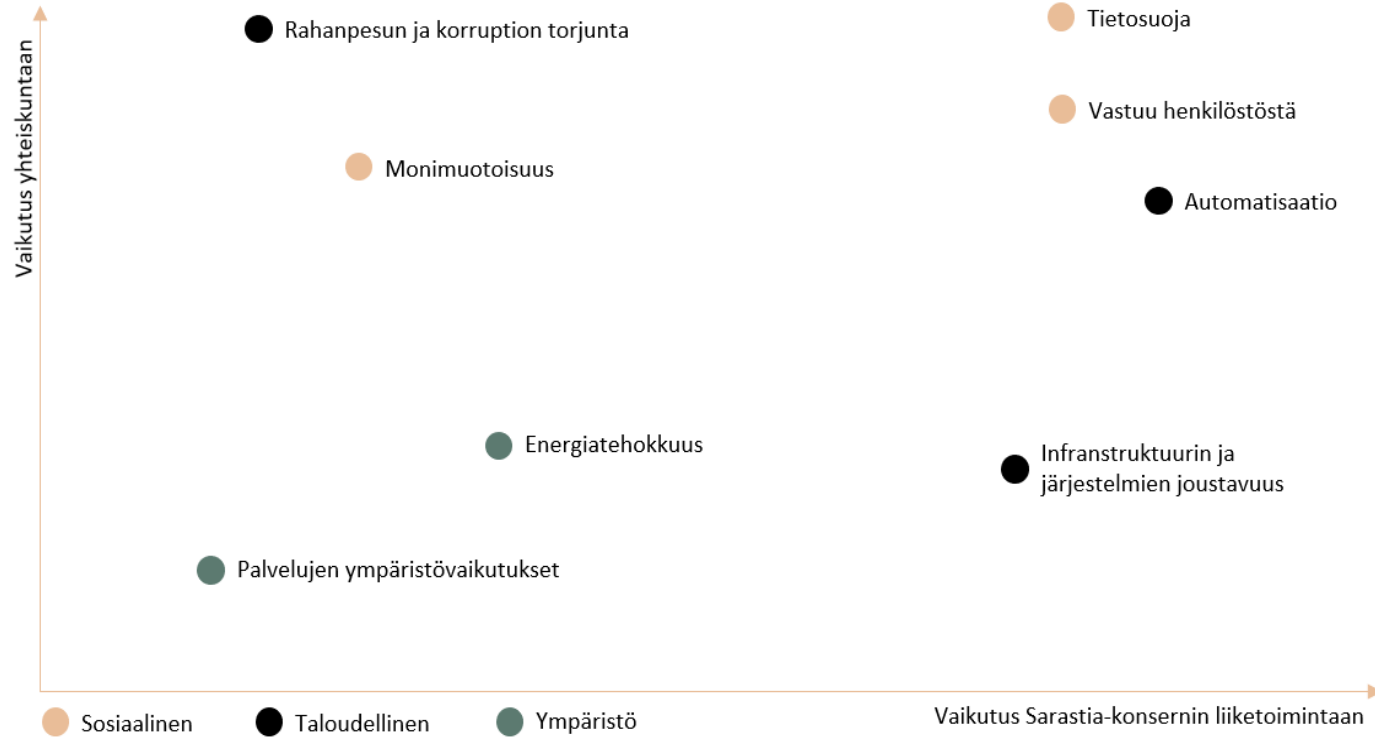 Vaikutus yhteiskuntaan
Rahanpesun ja korruption torjunta
Tietosuoja
Vastuu henkilöstöstä
Monimuotoisuus
Automatisaatio
Energiatehokkuus
Infranstruktuurin ja
järjestelmien joustavuus
Palvelujen ympäristövaikutukset
Sosiaalinen
Taloudellinen
Ympäristö
Vaikutus Sarastia-konsernin liiketoimintaan